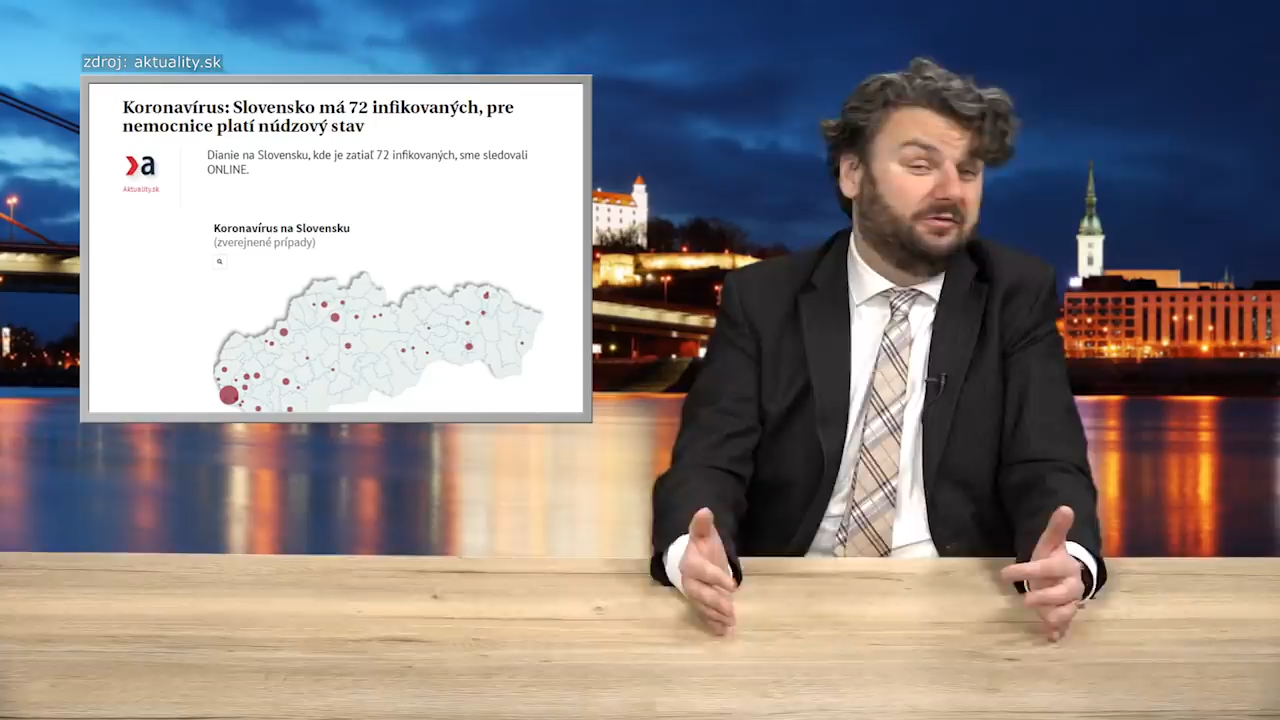 zdroj: aktuality.sk
Koronavírus: Slovensko má 72 infikovaných, pre
nemocnice platí núdzový stav
a
Aktuality.sk
Dianie na Slovensku, kde je zatiaľ 72 infikovaných, sme sledovali
ONLINE.
Koronavírus na Slovensku
(zverejnené prípady)